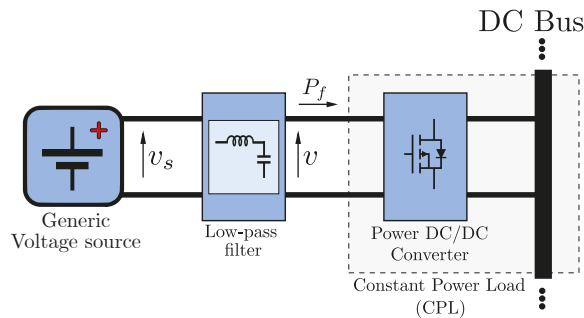 DC Bus
P_f
+
v_s
v
Generic
Voltage source
Low-pass
filter
Power DC/DC
Converter
Constant Power Load
(CPL)